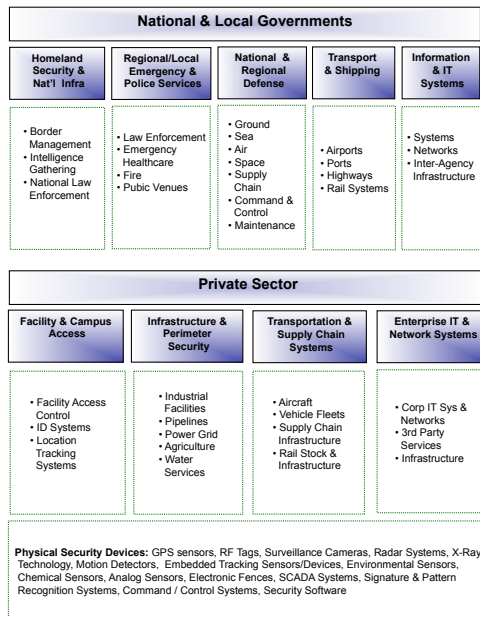 National & Local Governments
Homeland
Security &
Nat'l Infra
Regional/Local
Emergency &
Police Services
National &
Regional
Defense
Transport
& Shipping
Information
& IT
Systems
• Border
Management
• Intelligence
Gathering
• National Law
Enforcement
• Law Enforcement
• Emergency
Healthcare
• Fire
• Pubic Venues
• Ground
• Sea
• Air
• Space
• Supply
Chain
• Command &
Control
• Maintenance
• Airports
• Ports
• Highways
• Rail Systems
• Systems
• Networks
• Inter-Agency
Infrastructure
Private Sector
Facility & Campus
Access
Infrastructure &
Perimeter
Security
Transportation &
Supply Chain
Systems
Enterprise IT &
Network Systems
• Facility Access
Control
• ID Systems
• Location
Tracking
Systems
• Industrial
Facilities
• Pipelines
• Power Grid
• Agriculture
• Water
Services
• Aircraft
• Vehicle Fleets
• Supply Chain
Infrastructure
• Rail Stock &
Infrastructure
• Corp IT Sys &
Networks
• 3rd Party
Services
• Infrastructure
Physical Security Devices: GPS sensors, RF Tags, Surveillance Cameras, Radar Systems, X-Ray
Technology, Motion Detectors, Embedded Tracking Sensors/Devices, Environmental Sensors,
Chemical Sensors, Analog Sensors, Electronic Fences, SCADA Systems, Signature & Pattern
Recognition Systems, Command / Control Systems, Security Software